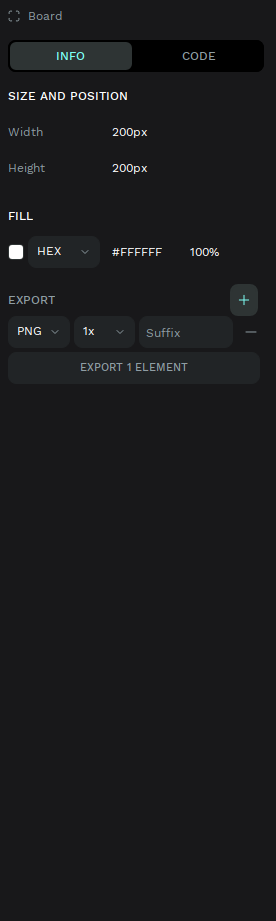 Board
INFO CODE
SIZE AND POSITION
Width 200px
Height 200px
FILL
HEX #FFFFFF 100%
EXPORT
PNG 1x Suffix
EXPORT 1 ELEMENT